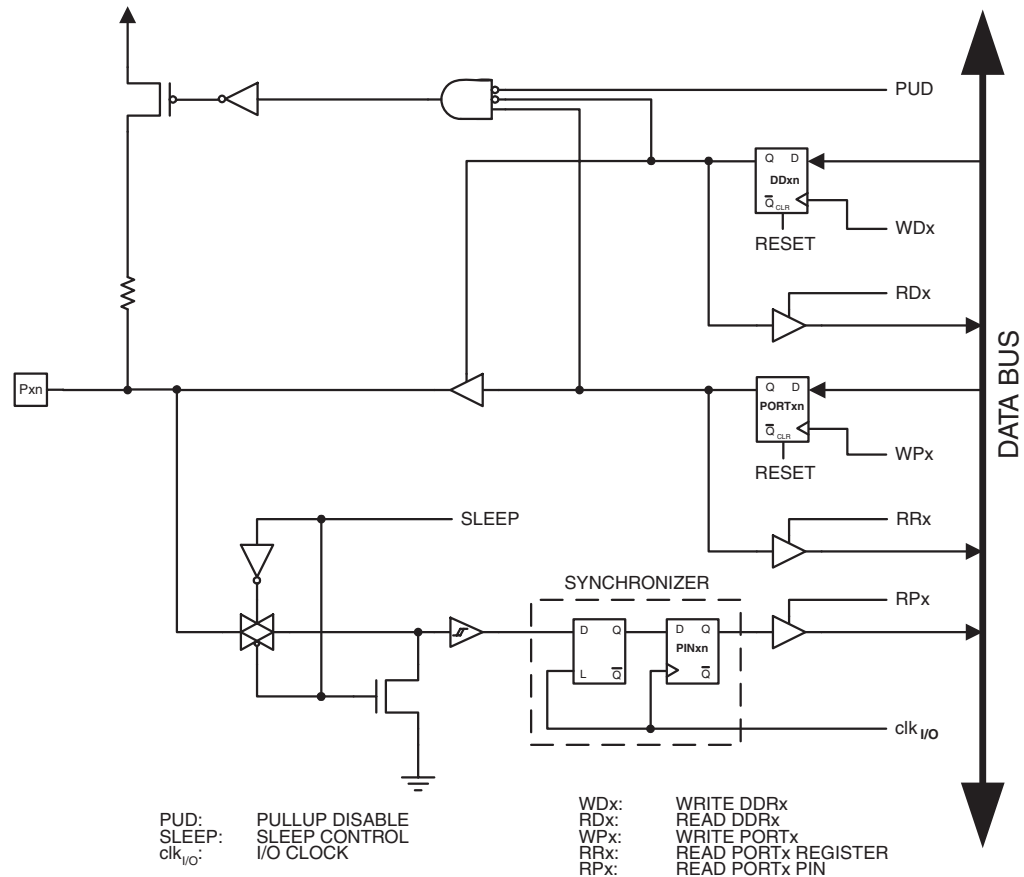 PUD
Q D
DDxn
Q CLR
WDx
RESET
RDx
Pxn
Q D
PORTxn
Q CLR
WPx
RESET
DATA BUS
SLEEP
RRx
SYNCHRONIZER
RPx
D Q
L Q
D Q
PINxn
Q
clk I/O
PUD: PULLUP DISABLE
SLEEP: SLEEP CONTROL
clkI/O: I/O CLOCK
WDx: WRITE DDRx
RDx: READ DDRx
WPx: WRITE PORTx
RRx: READ PORTx REGISTER
RPx: READ PORTx PIN